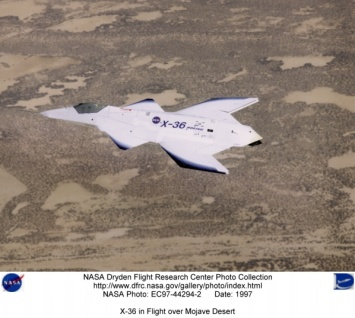 X-36
NASA
NASA Dryden Flight Research Center Photo Collection
http://www.dfrc.nasa.gov/gallery/photo/index.html
NASA Photo: EC97-44294-2 Date: 1997
X-36 in Flight over Mojave Desert